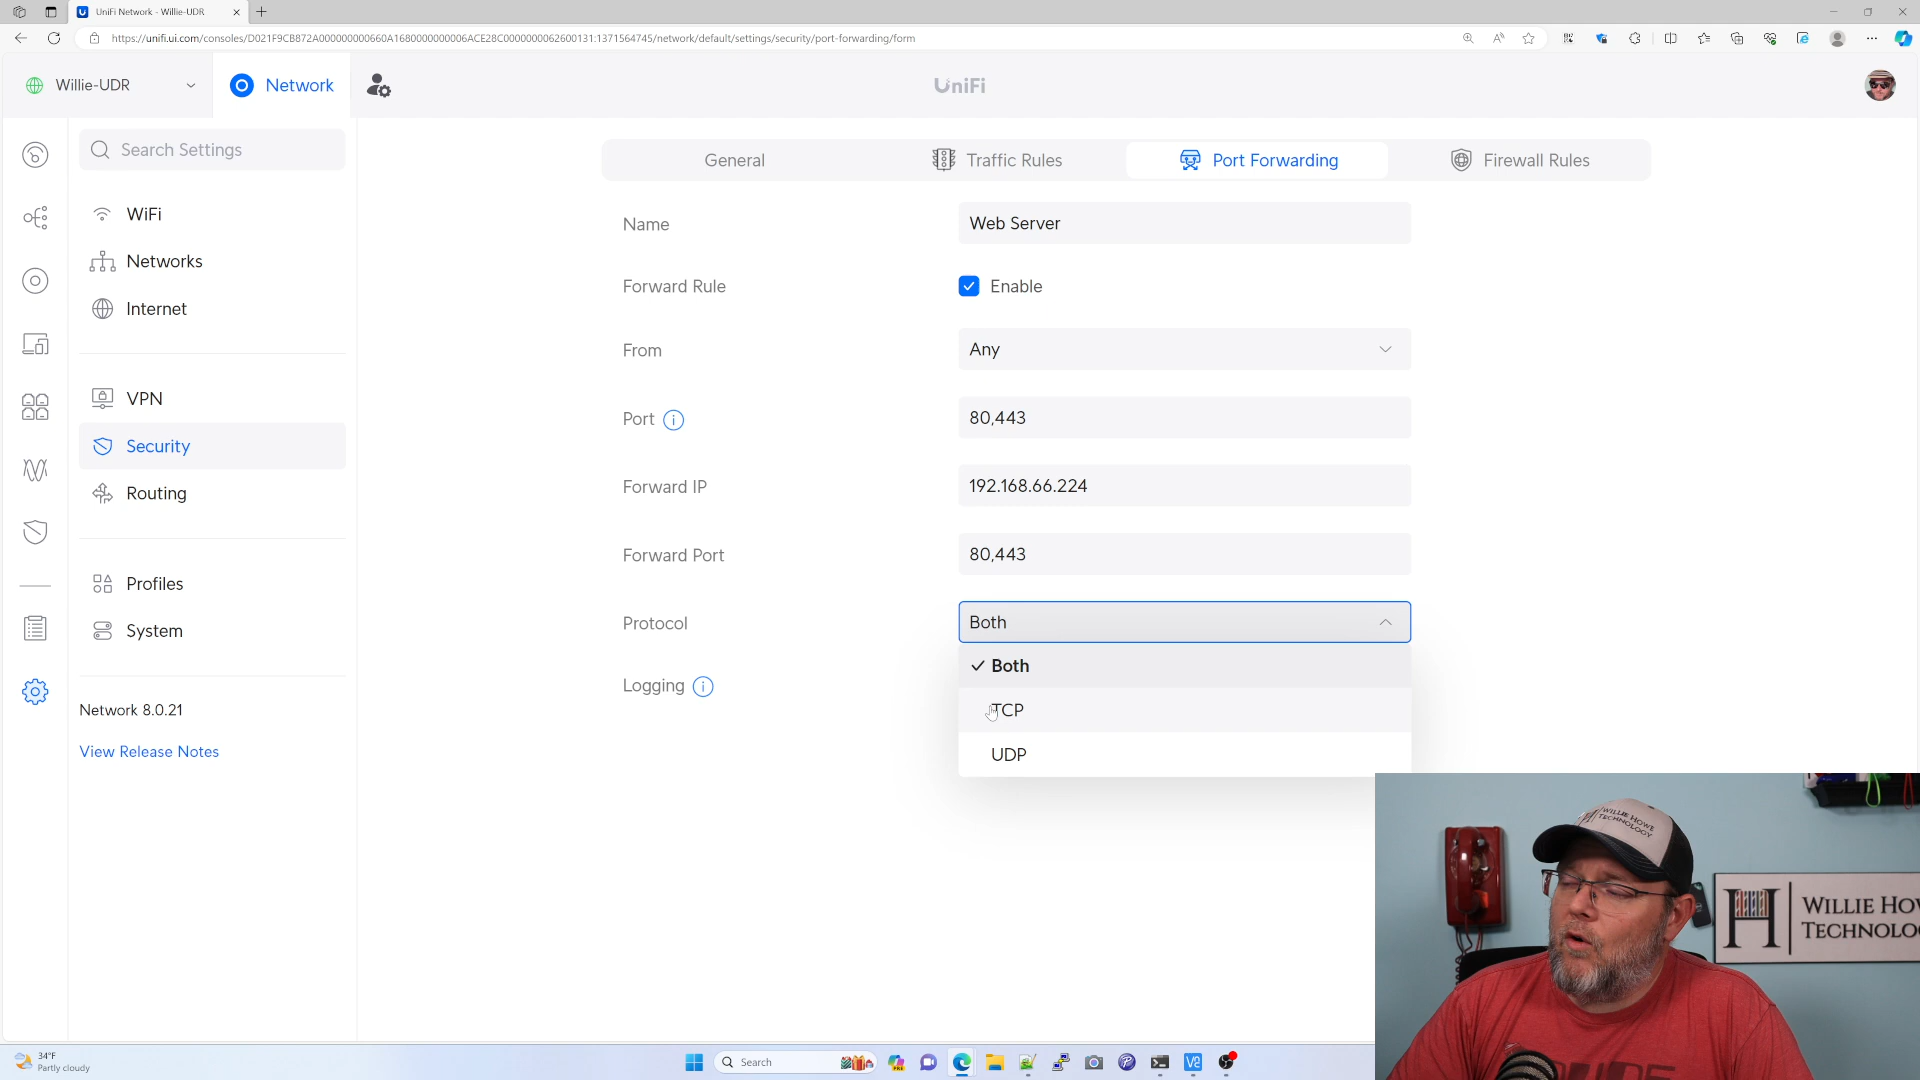 UniFi Network - Willie-UDR
https://unifi.ui.com/consoles/D021F9CB872A000000000660A1680000000006ACE28C0000000062600131:1371564745/network/default/settings/security/port-forwarding/form
Willie-UDR
Network
UniFi
Search Settings
General
Traffic Rules
Port Forwarding
Firewall Rules
WiFi
Networks
Internet
VPN
Security
Routing
Profiles
System
Network 8.0.21
View Release Notes
Name
Web Server
Forward Rule
Enable
From
Any
Port
80,443
Forward IP
192.168.66.224
Forward Port
80,443
Protocol
Both
Both
TCP
UDP
Logging
WILLIE HOWE
TECHNOLOGY
WILLIE HOW
TECHNOLO
34°F
Partly cloudy
Search